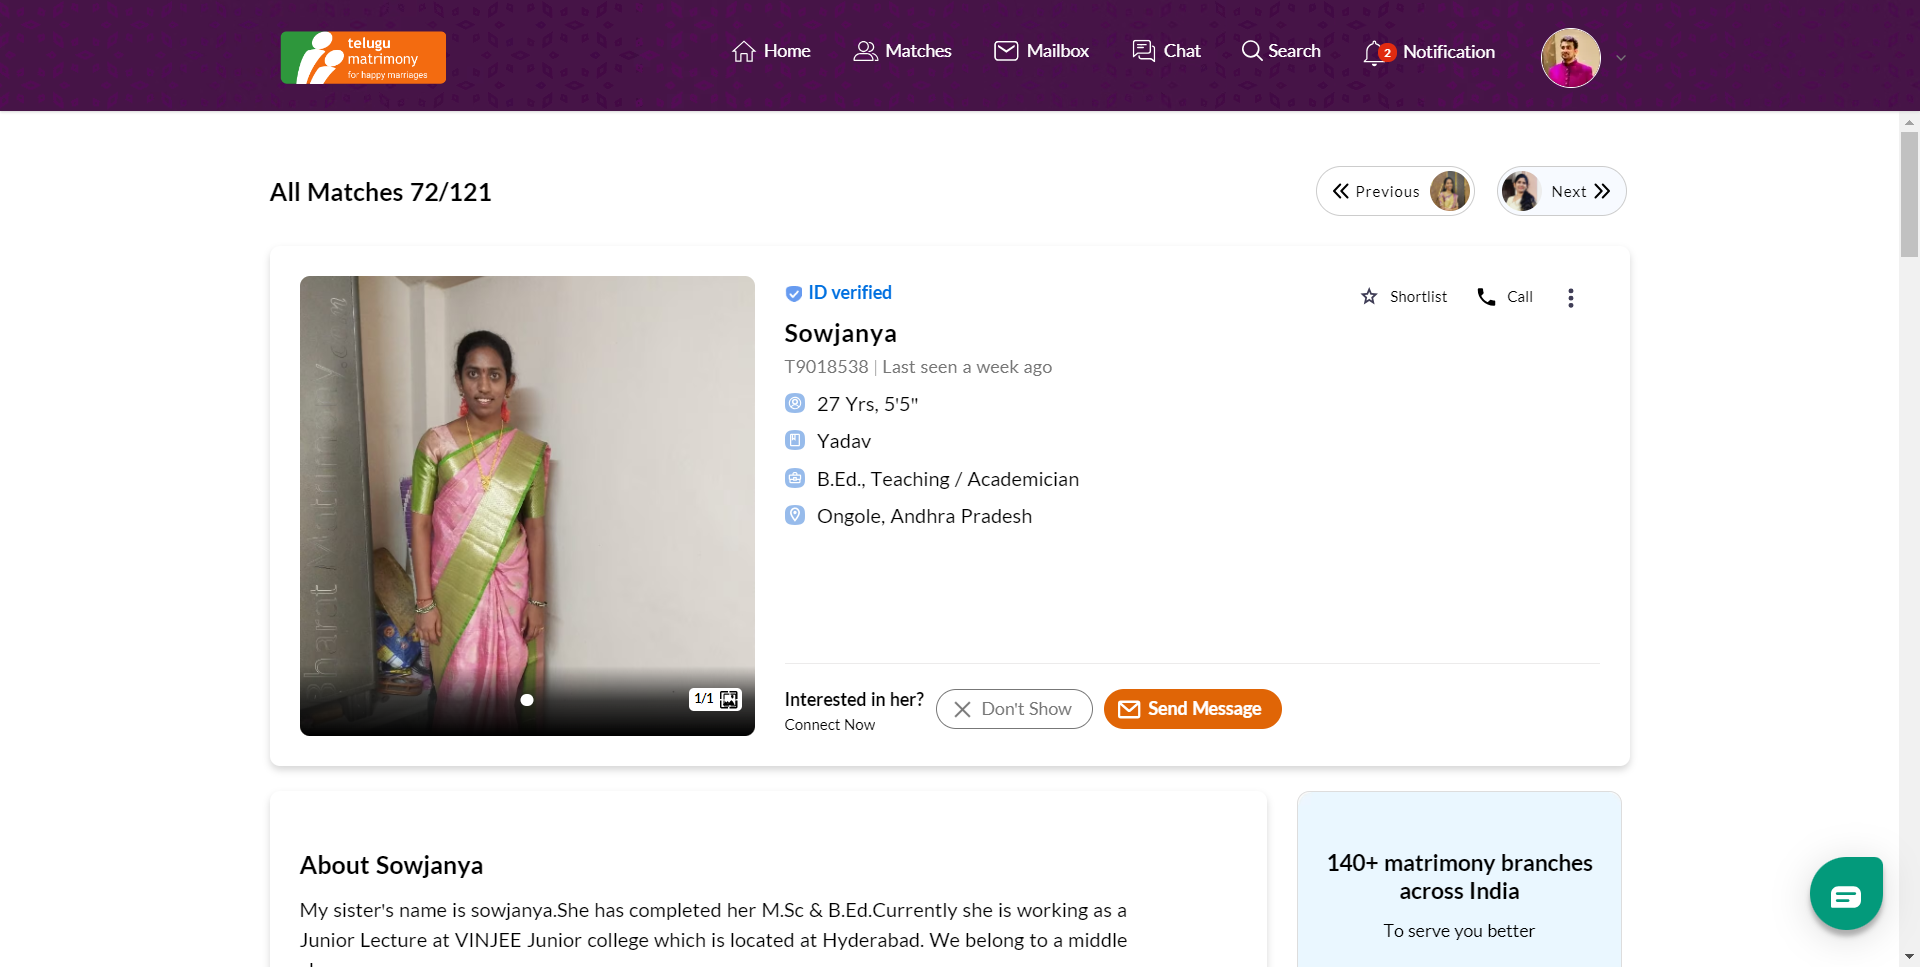 telugu
matrimony
for happy marriages
Home
Matches
Mailbox
Chat
Search
2
Notification
All Matches 72/121
Previous
Next
Bharat Matrimony.com
1/1
ID verified
Shortlist
Call
Sowjanya
T9018538 | Last seen a week ago
27 Yrs, 5'5"
Yadav
B.Ed., Teaching / Academician
Ongole, Andhra Pradesh
Interested in her?
Connect Now
Don't Show
Send Message
About Sowjanya
My sister's name is sowjanya.She has completed her M.Sc & B.Ed.Currently she is working as a
Junior Lecture at VINJEE Junior college which is located at Hyderabad. We belong to a middle
140+ matrimony branches
across India
To serve you better